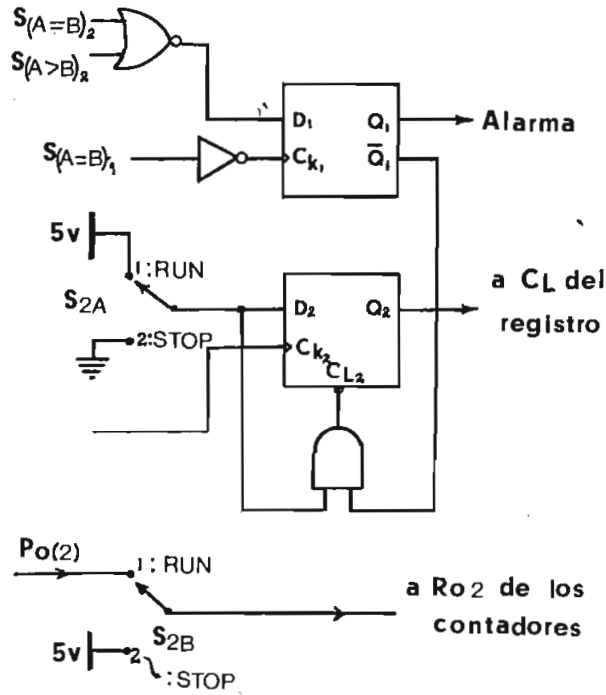 S(A=B)2
S(A>B)2
D1 Q1 Alarma
S(A=B)1
Ck1 Q̅1
5v
1:RUN
S2A
a CL del
registro
D2 Q2
2:STOP
Ck2
CL2
Po(2)
1: RUN
a Ro2 de los
contadores
S2B
5v 2
:STOP